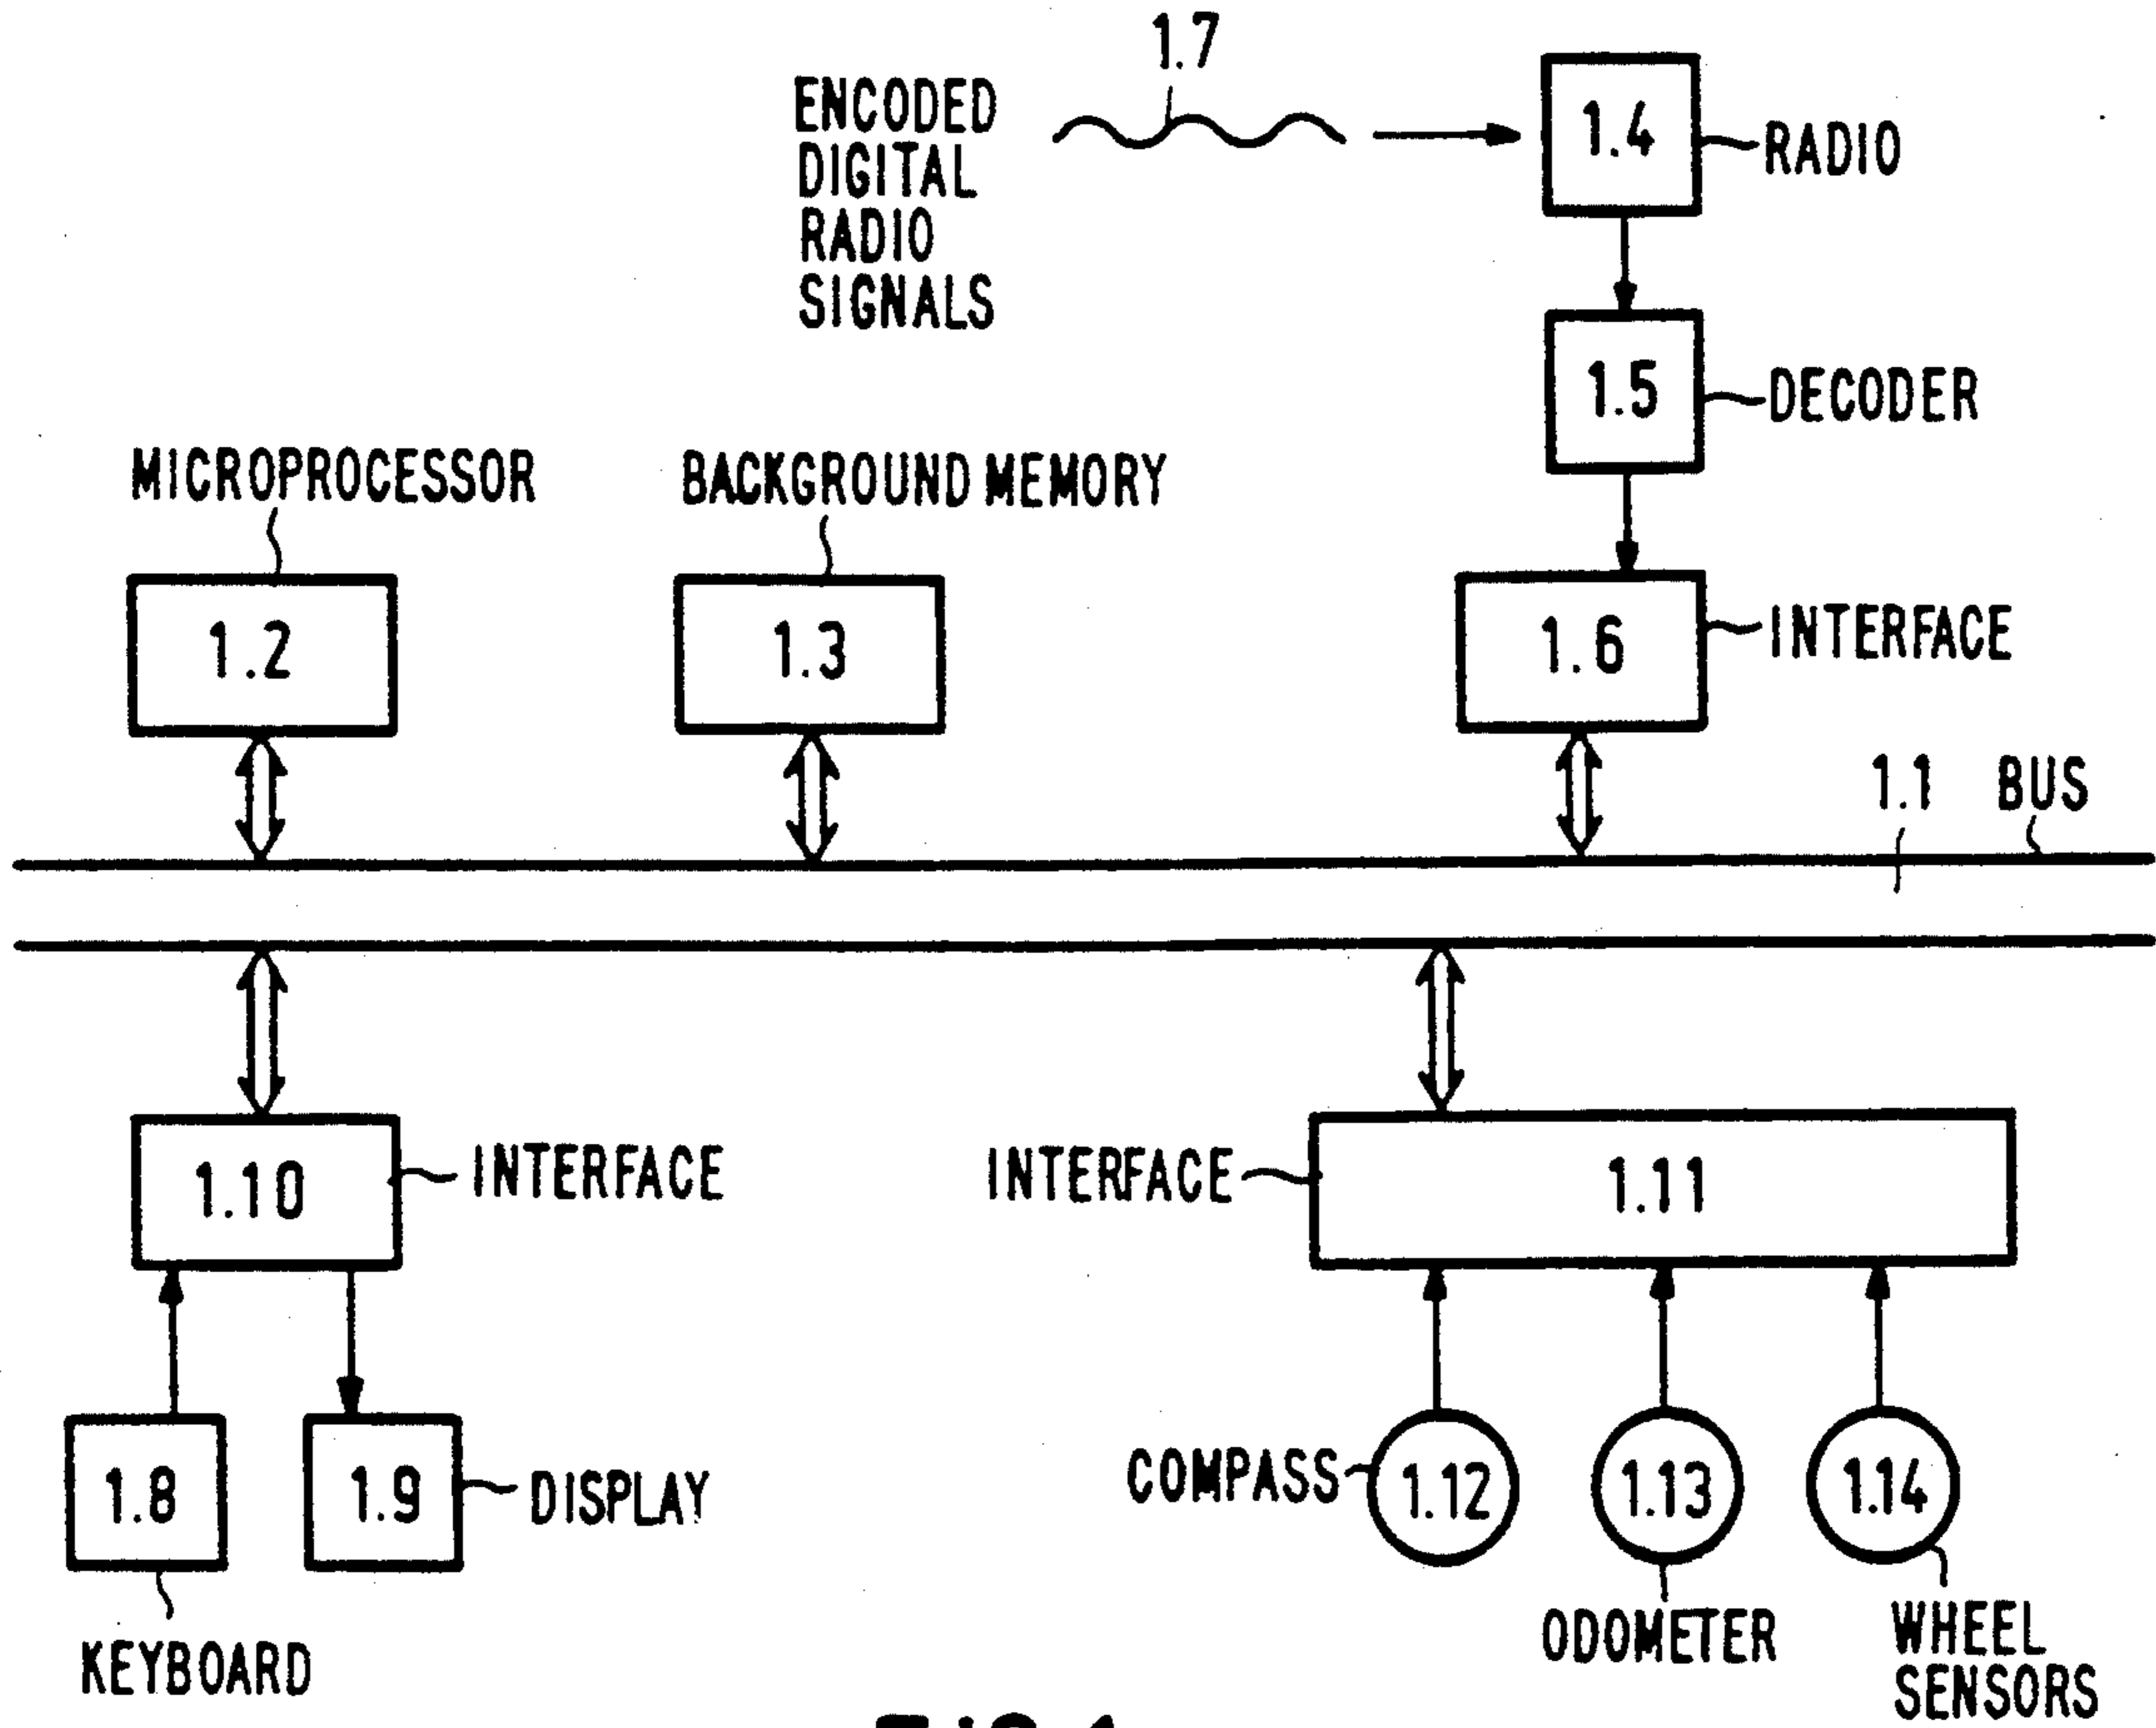 1.7
ENCODED
DIGITAL
RADIO
SIGNALS
1.4
RADIO
1.5
DECODER
MICROPROCESSOR
BACKGROUND MEMORY
1.2
1.3
1.6
INTERFACE
1.1 BUS
1.10
INTERFACE
INTERFACE
1.11
1.8
1.9
DISPLAY
COMPASS
1.12
1.13
1.14
KEYBOARD
ODOMETER
WHEEL
SENSORS